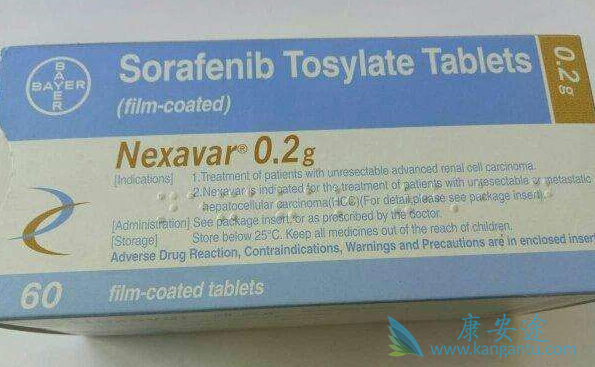 BAYER
BAYER
Sorafenib Tosylate Tablets
(film-coated)
0.2g
Nexavar® 0.2g
[Indications] 1.Treatment of patients with unresectable advanced renal cell carcinoma.
2.Nexavar is indicated for the treatment of patients with unresectable or metastatic
hepatocellular carcinoma(HCC)(For detail,please see package insert).
[Administration] See package insert or as prescribed by the doctor.
[Storage] Store below 25°C. Keep all medicines out of the reach of children.
Adverse Drug Reaction, Contraindications, Warnings and Precautions are in enclosed insert
60 film-coated tablets
康安途